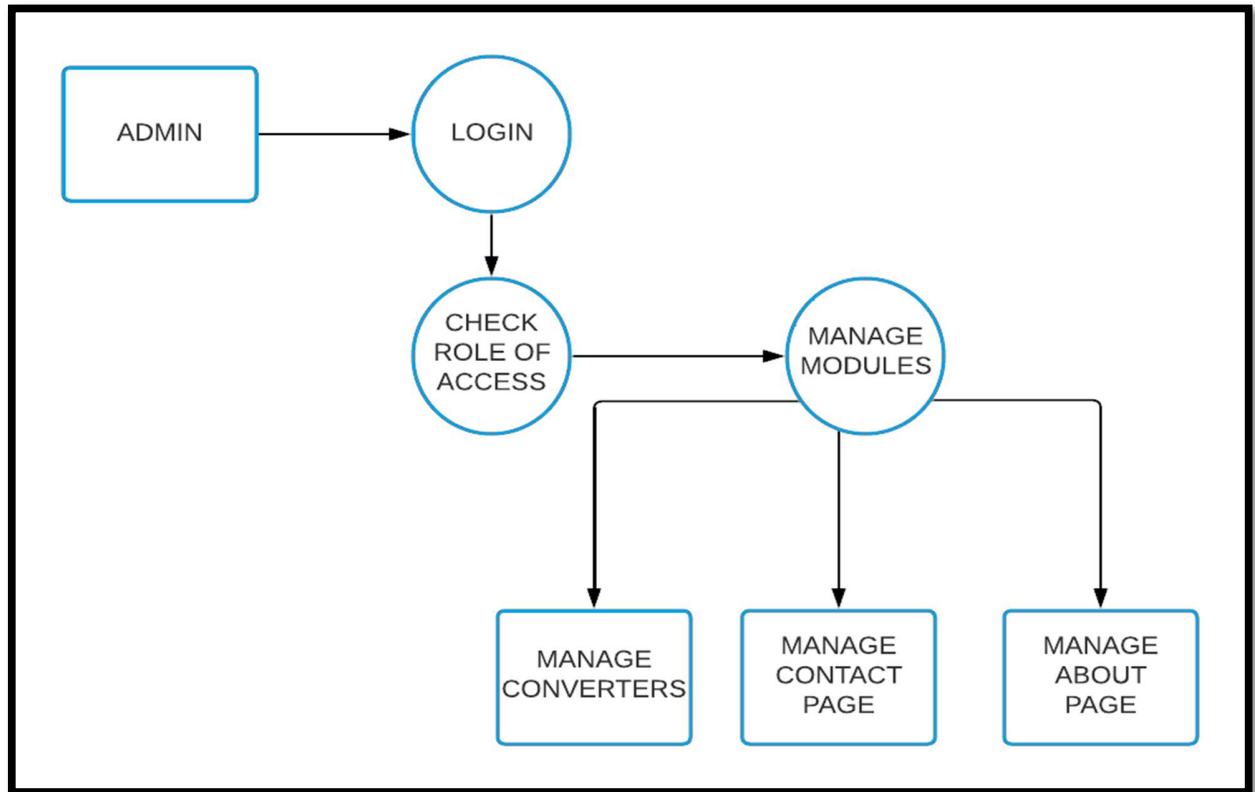 ADMIN
LOGIN
CHECK
ROLE OF
ACCESS
MANAGE
MODULES
MANAGE
CONVERTERS
MANAGE
CONTACT
PAGE
MANAGE
ABOUT
PAGE